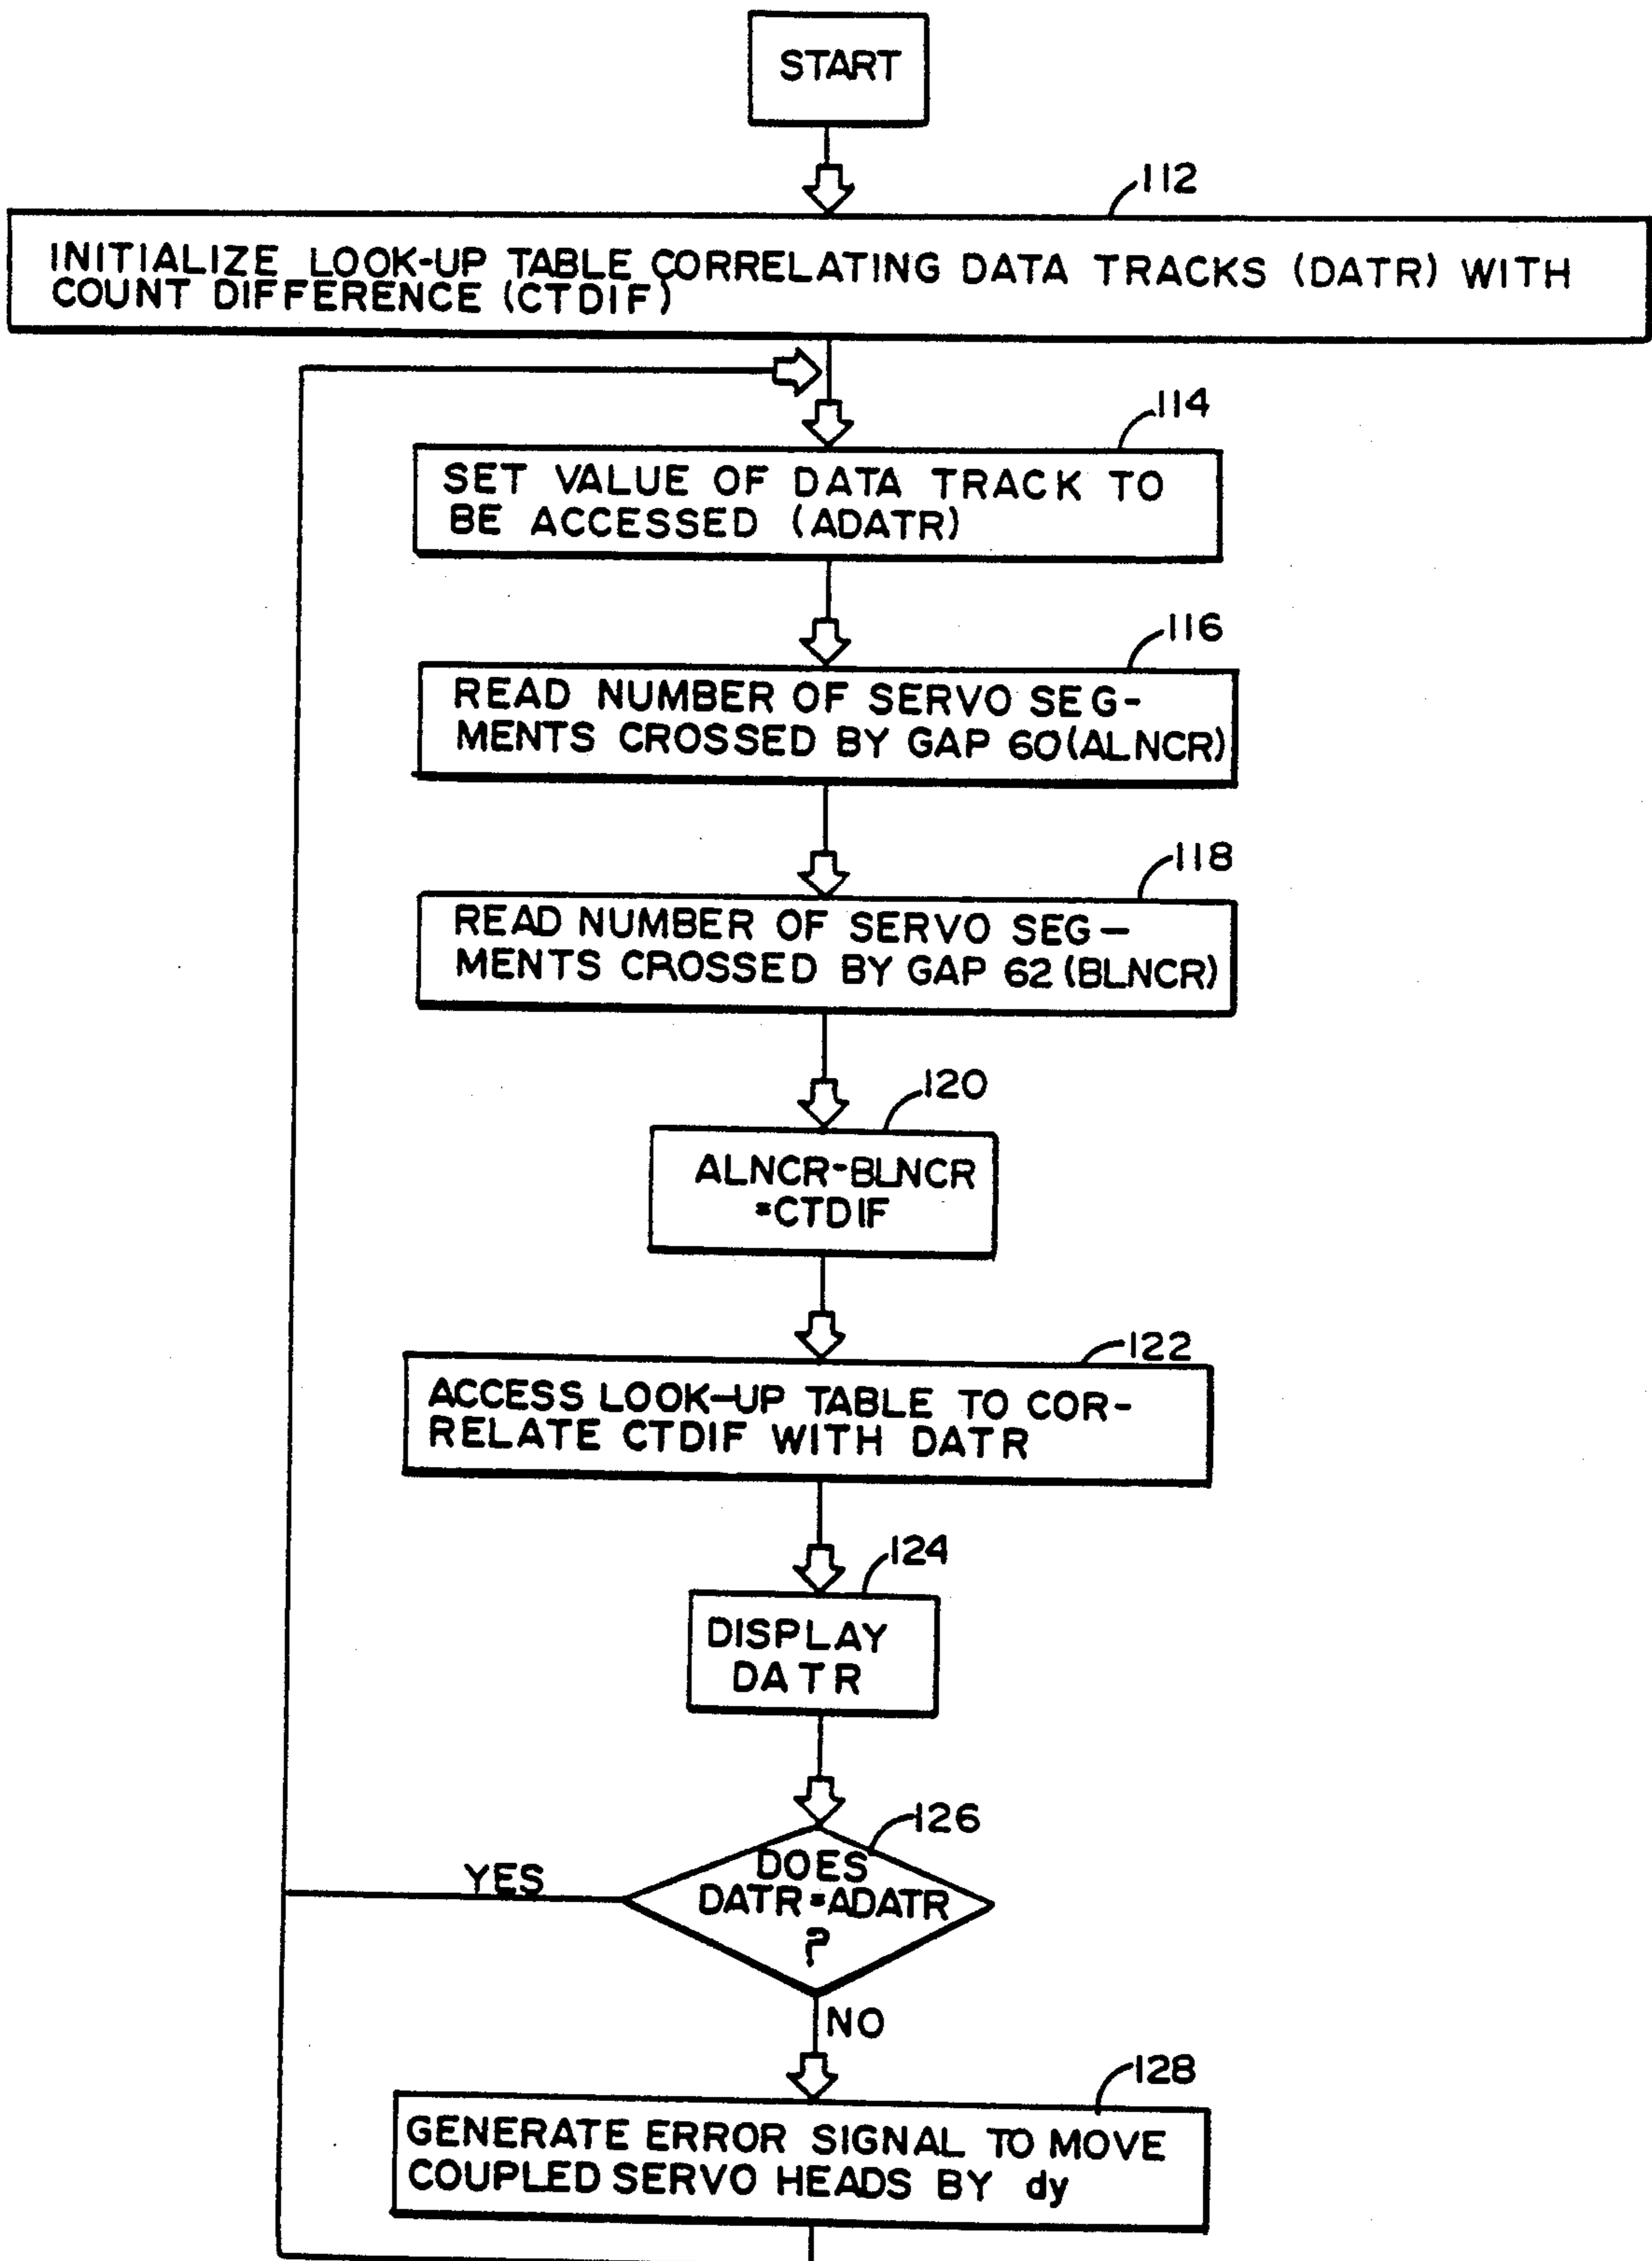 START
112
INITIALIZE LOOK-UP TABLE CORRELATING DATA TRACKS (DATR) WITH
COUNT DIFFERENCE (CTDIF)
114
SET VALUE OF DATA TRACK TO
BE ACCESSED (ADATR)
116
READ NUMBER OF SERVO SEG-
MENTS CROSSED BY GAP 60 (ALNCR)
118
READ NUMBER OF SERVO SEG-
MENTS CROSSED BY GAP 62 (BLNCR)
120
ALNCR-BLNCR
=CTDIF
122
ACCESS LOOK-UP TABLE TO COR-
RELATE CTDIF WITH DATR
124
DISPLAY
DATR
126
YES
DOES
DATR=ADATR
?
NO
128
GENERATE ERROR SIGNAL TO MOVE
COUPLED SERVO HEADS BY dy